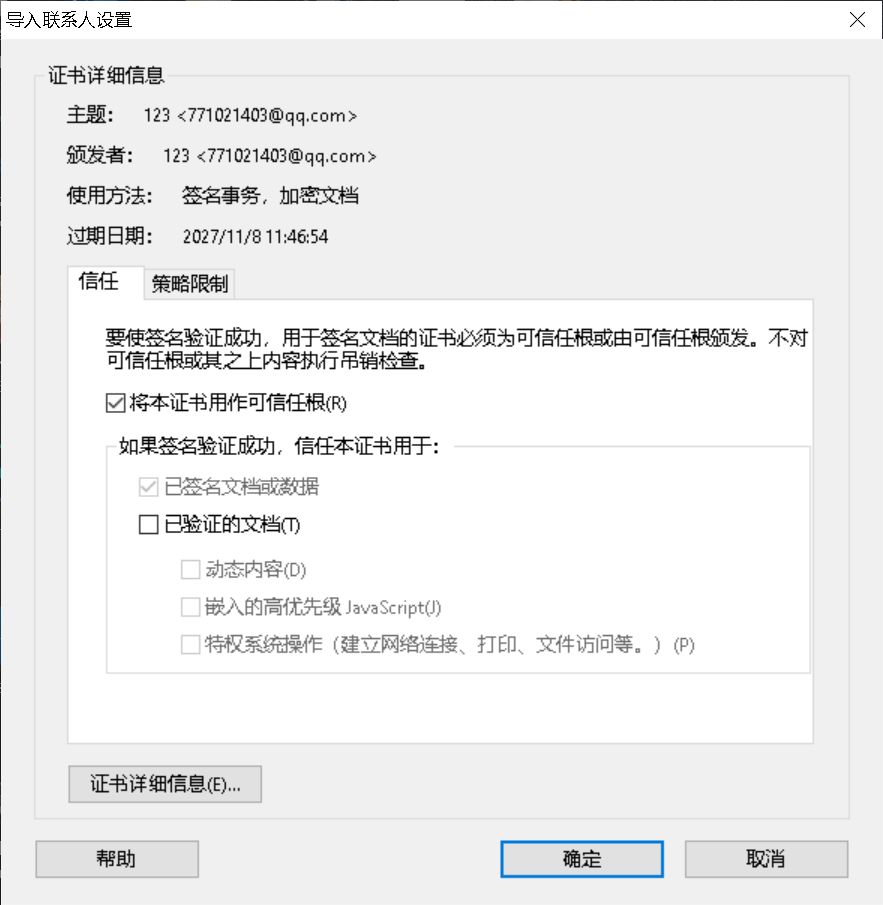 导入联系人设置
证书详细信息
主题： 123 <771021403@qq.com>
颁发者： 123 <771021403@qq.com>
使用方法： 签名事务，加密文档
过期日期： 2027/11/8 11:46:54
信任 策略限制
要使签名验证成功，用于签名文档的证书必须为可信任根或由可信任根颁发。不对
可信任根或其之上内容执行吊销检查。
将本证书用作可信任根(R)
如果签名验证成功，信任本证书用于：
已签名文档或数据
已验证的文档(T)
动态内容(D)
嵌入的高优先级 JavaScript(J)
特权系统操作（建立网络连接、打印、文件访问等。）(P)
证书详细信息(E)...
帮助 确定 取消